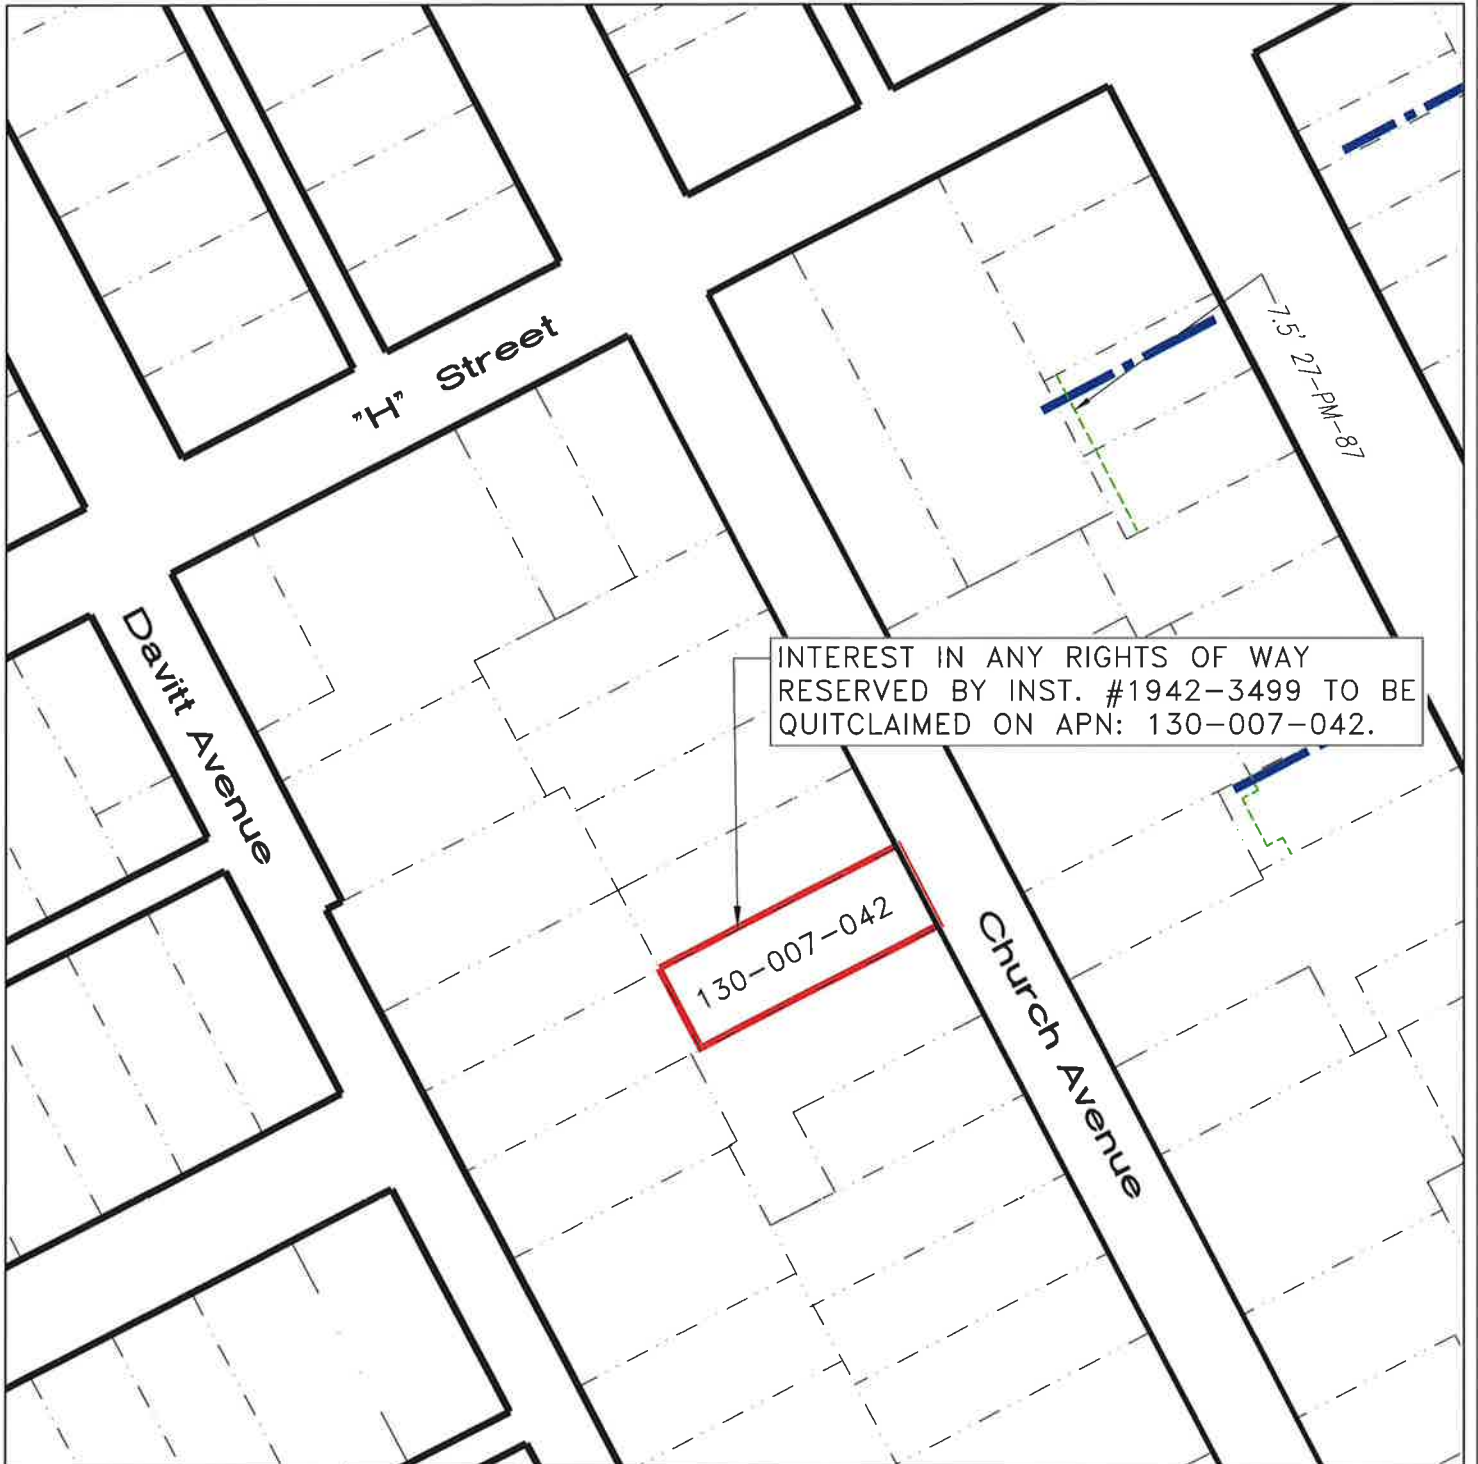 "H" Street
7.5' 27-PM-87
Davitt Avenue
INTEREST IN ANY RIGHTS OF WAY
RESERVED BY INST. #1942-3499 TO BE
QUITCLAIMED ON APN: 130-007-042.
130-007-042
Church Avenue